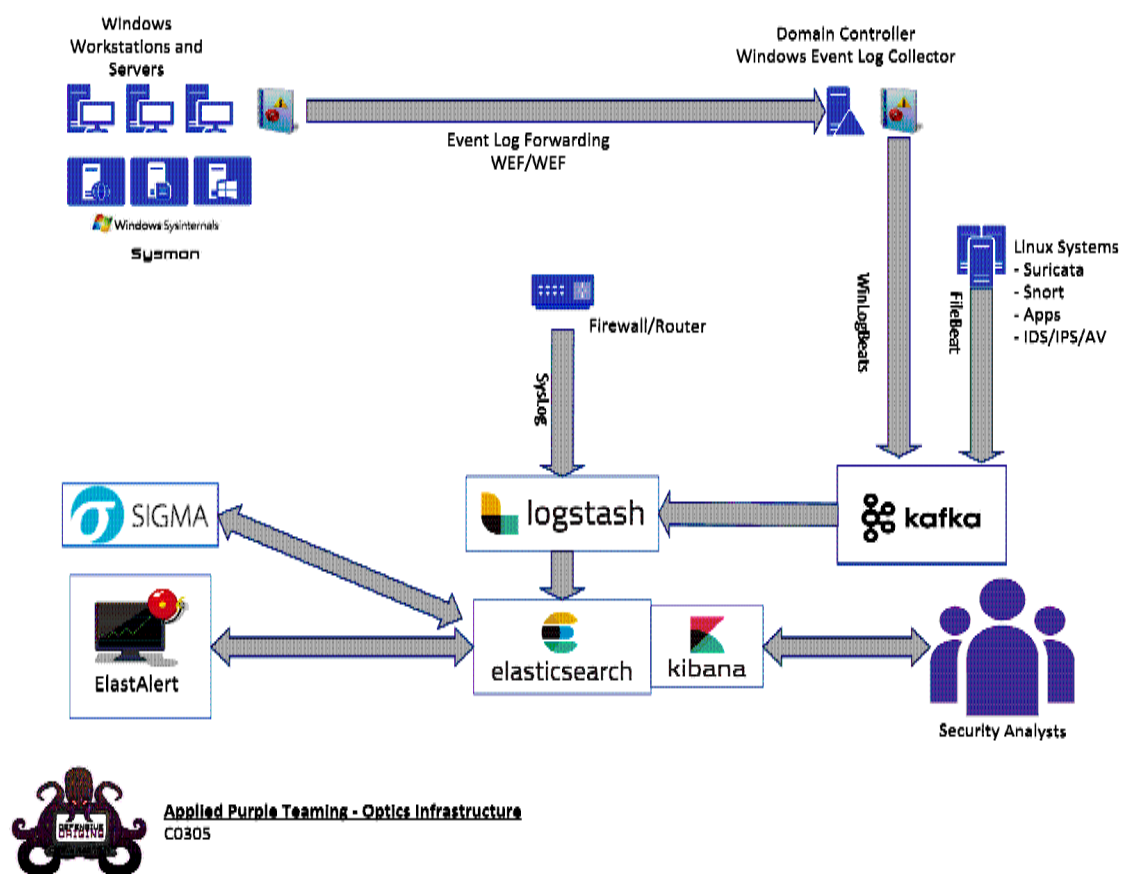 Windows
Workstations and
Servers
Domain Controller
Windows Event Log Collector
Event Log Forwarding
WEF/WEF
Windows Sysinternals
Sysmon
Linux Systems
- Suricata
- Snort
- Apps
- IDS/IPS/AV
WinLogBeats
FileBeat
Firewall/Router
SysLog
SIGMA
logstash
kafka
ElastAlert
elasticsearch
kibana
Security Analysts
DEFENSIVE
ORIGINS
Applied Purple Teaming - Optics Infrastructure
C0305